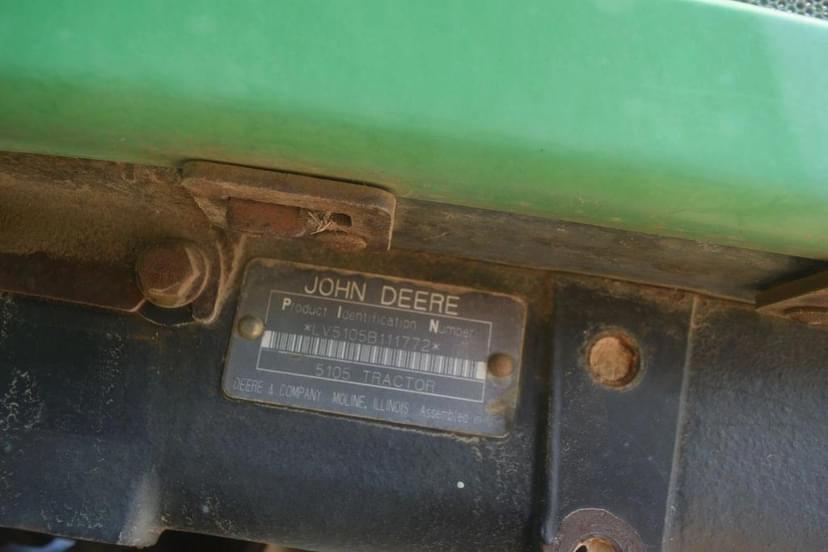 JOHN DEERE
Product Identification Number
*LV5105B111772*
5105 TRACTOR
DEERE & COMPANY MOLINE, ILLINOIS Assembled in